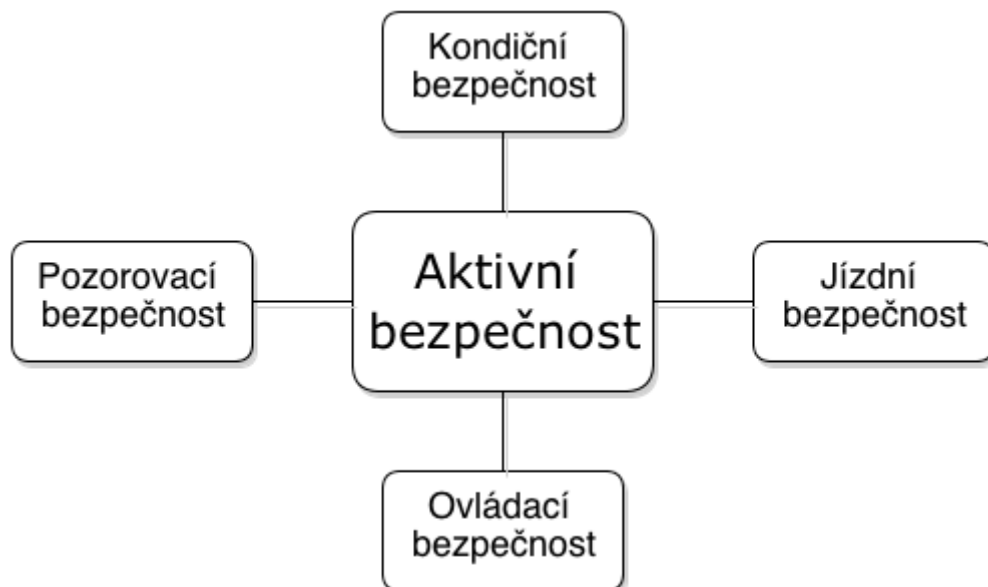 Kondiční
bezpečnost
Pozorovací
bezpečnost
Aktivní
bezpečnost
Jízdní
bezpečnost
Ovládací
bezpečnost